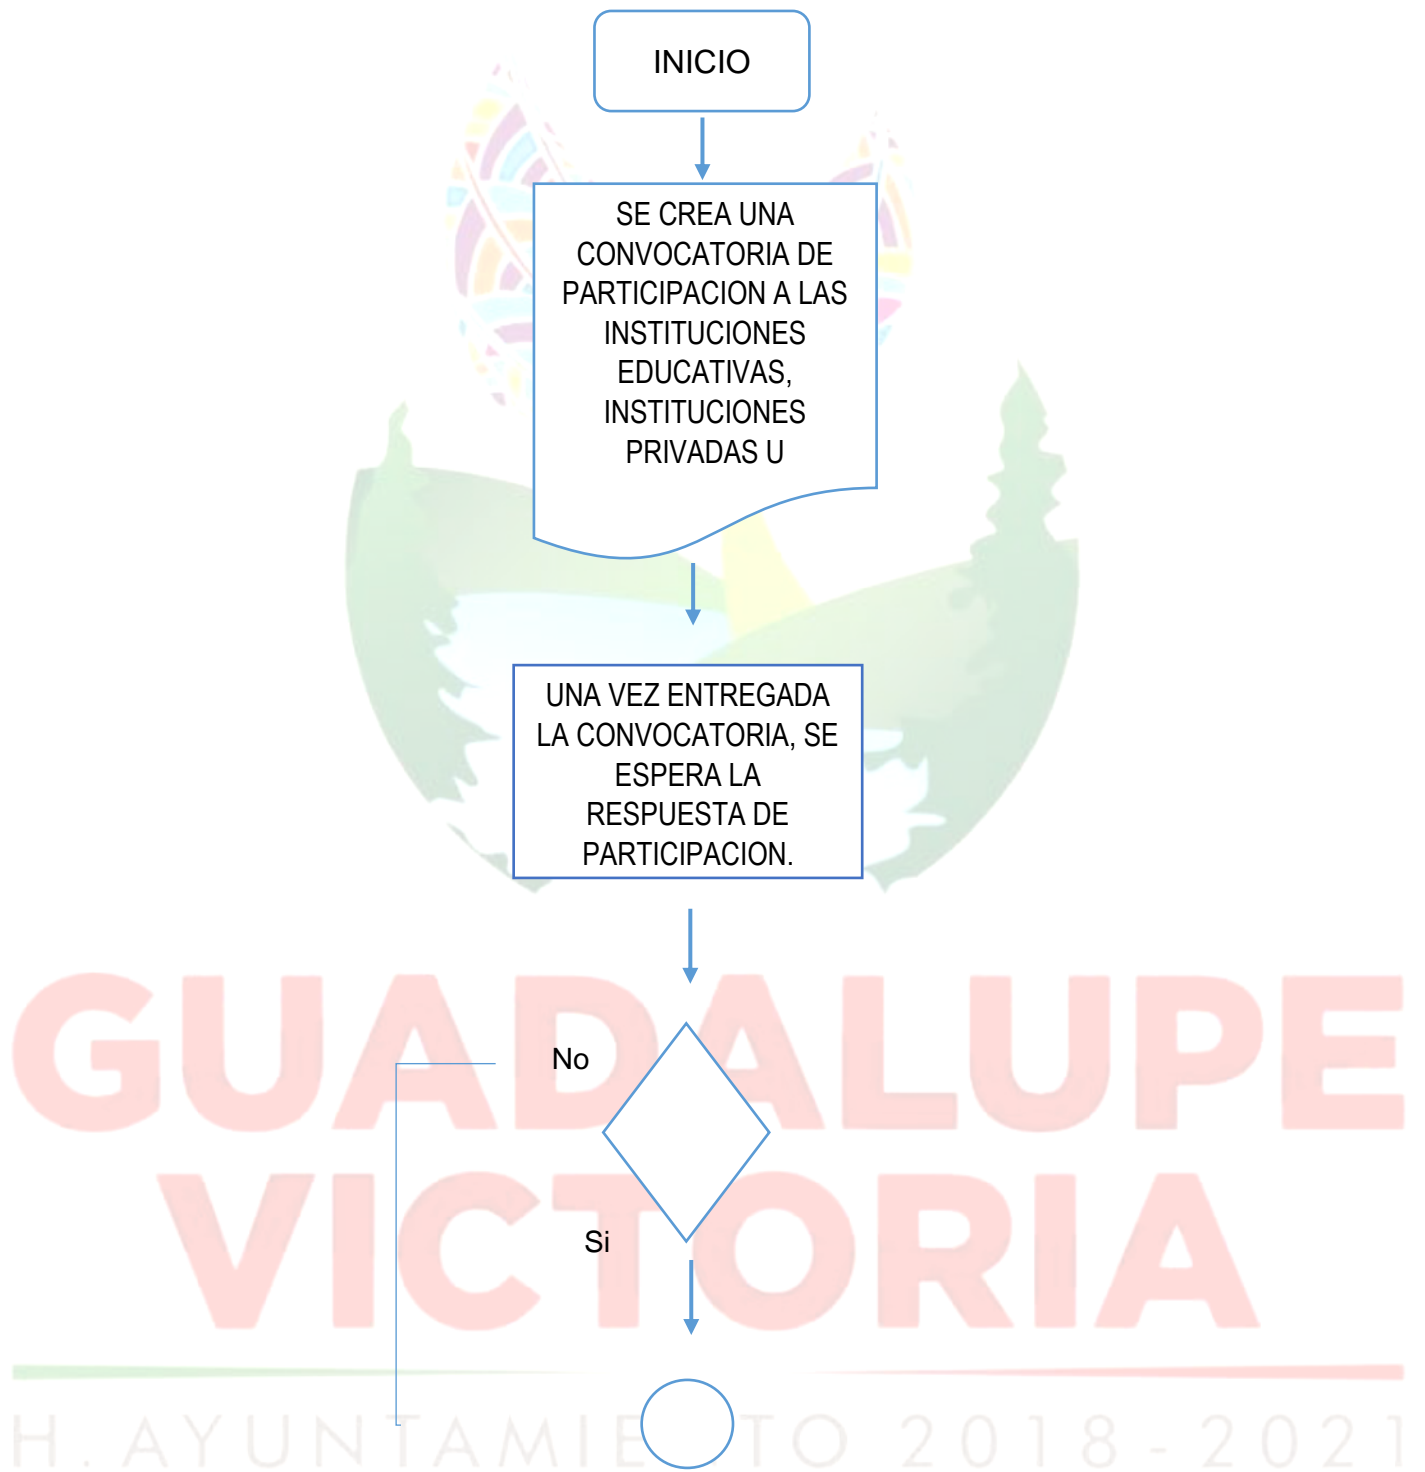 INICIO
SE CREA UNA
CONVOCATORIA DE
PARTICIPACION A LAS
INSTITUCIONES
EDUCATIVAS,
INSTITUCIONES
PRIVADAS U
UNA VEZ ENTREGADA
LA CONVOCATORIA, SE
ESPERA LA
RESPUESTA DE
PARTICIPACION.
No
Si
GUADALUPE
VICTORIA
H. AYUNTAMIENTO 2018-2021